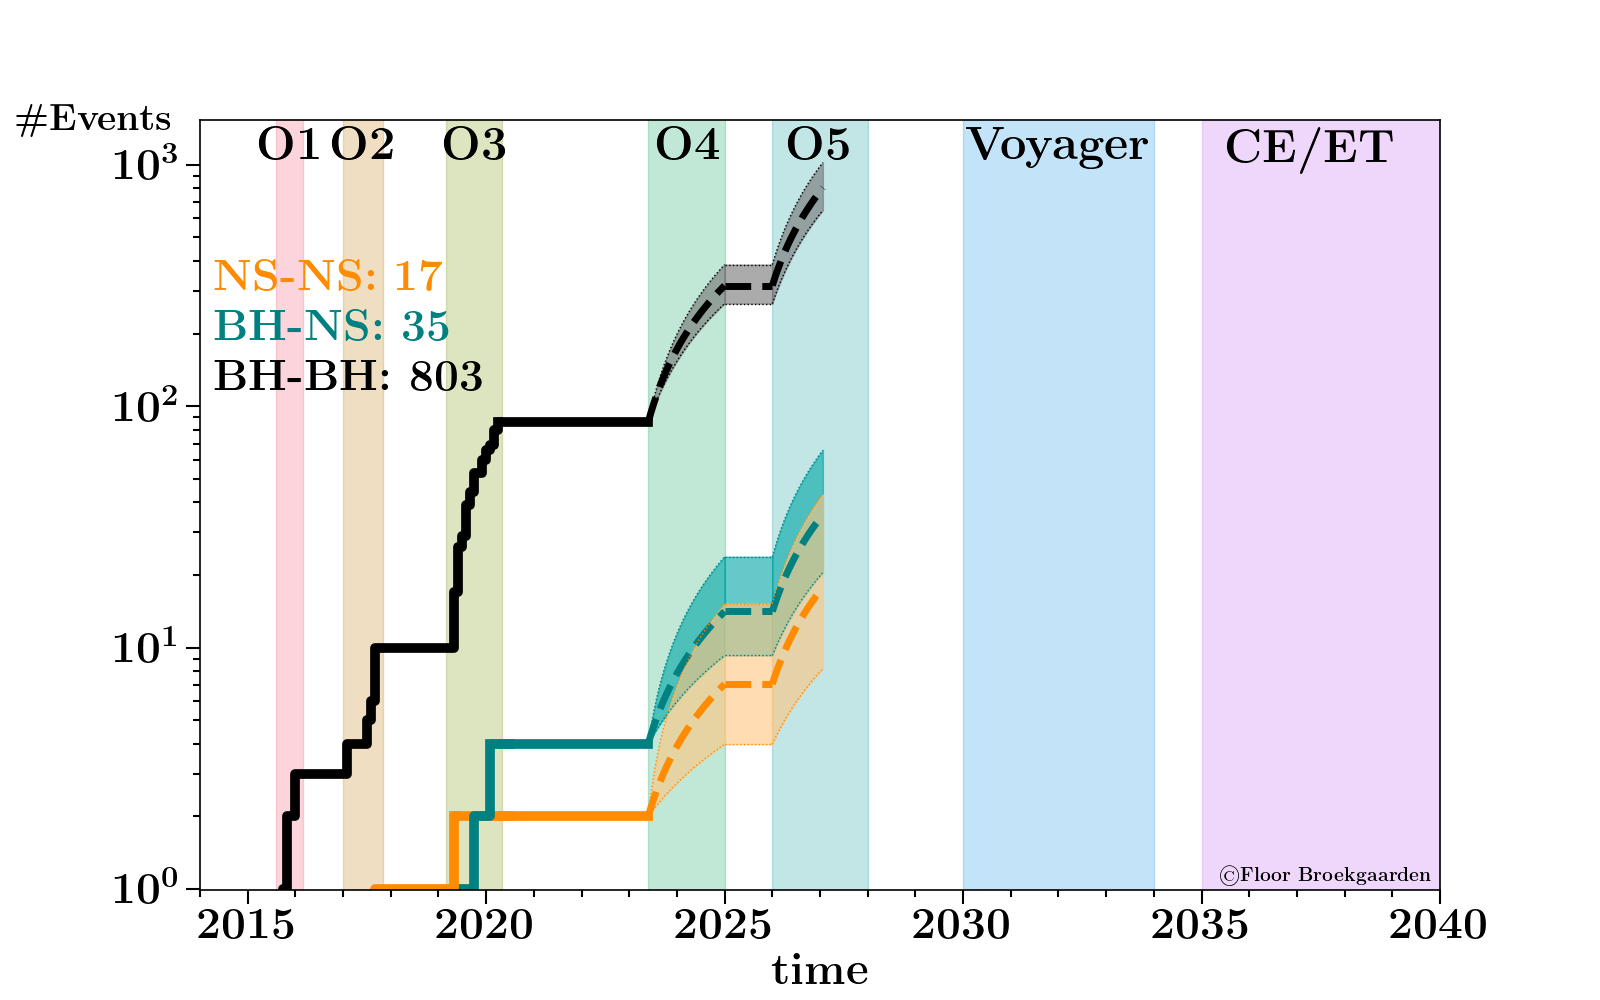 #Events
O1 O2 O3 O4 O5 Voyager CE/ET
10³
NS-NS: 17
BH-NS: 35
BH-BH: 803
10²
10¹
10⁰
©Floor Broekgaarden
2015 2020 2025 2030 2035 2040
time